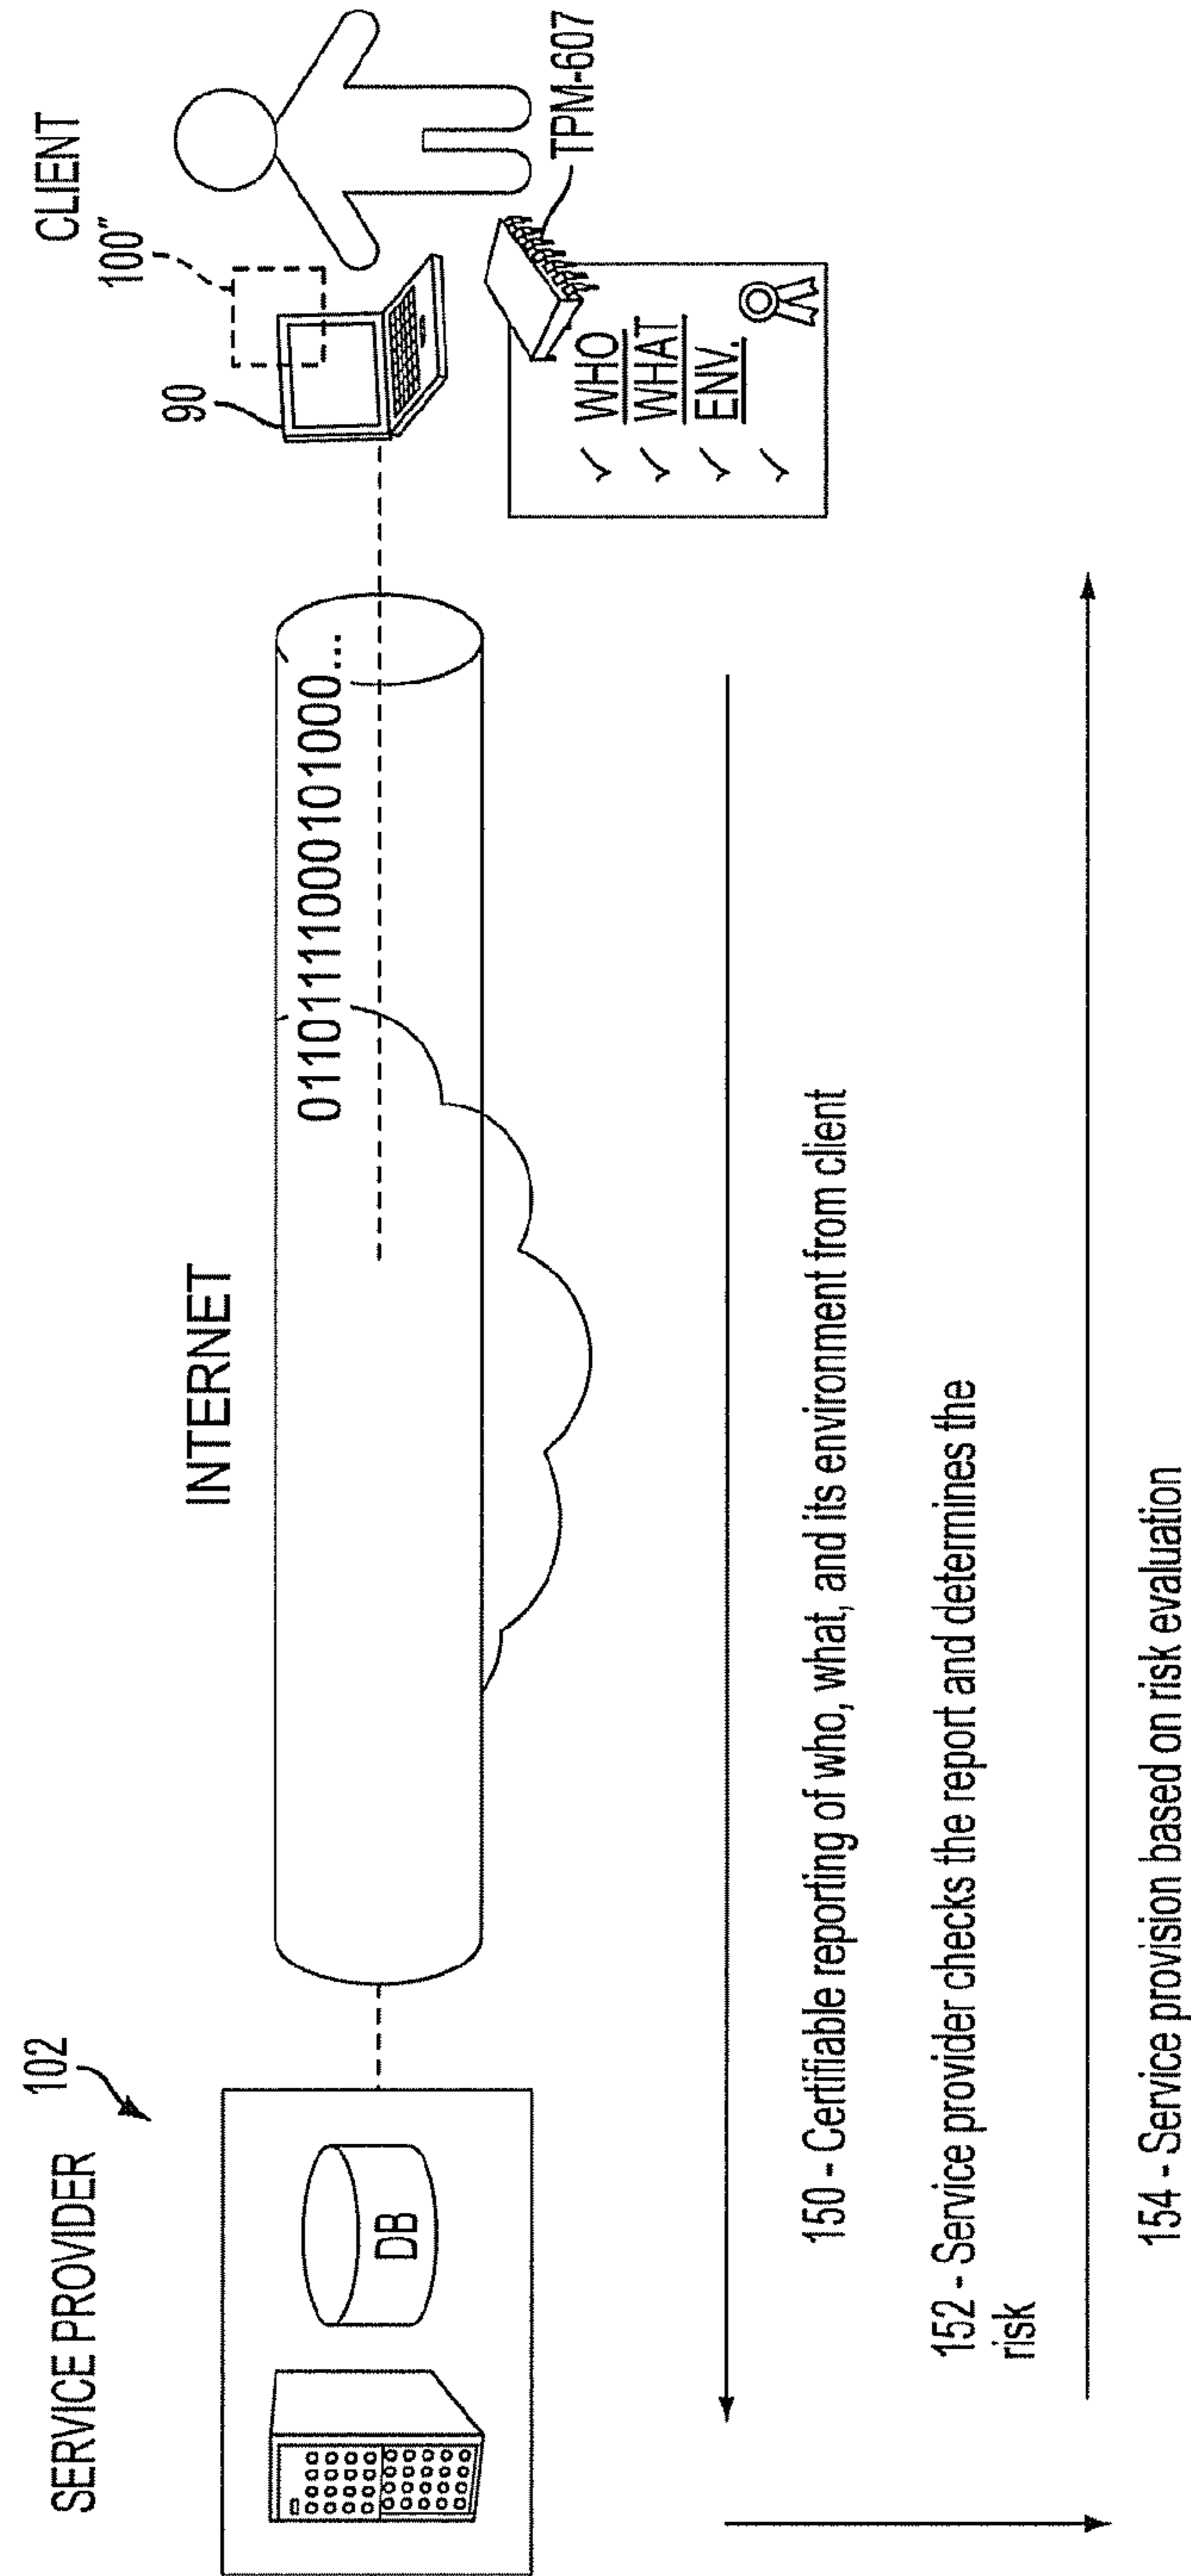 SERVICE PROVIDER
102
DB
INTERNET
01101111000101000...
CLIENT
100"
90
TPM-607
WHO
WHAT
ENV.
150 - Certifiable reporting of who, what, and its environment from client
152 - Service provider checks the report and determines the
risk
154 - Service provision based on risk evaluation